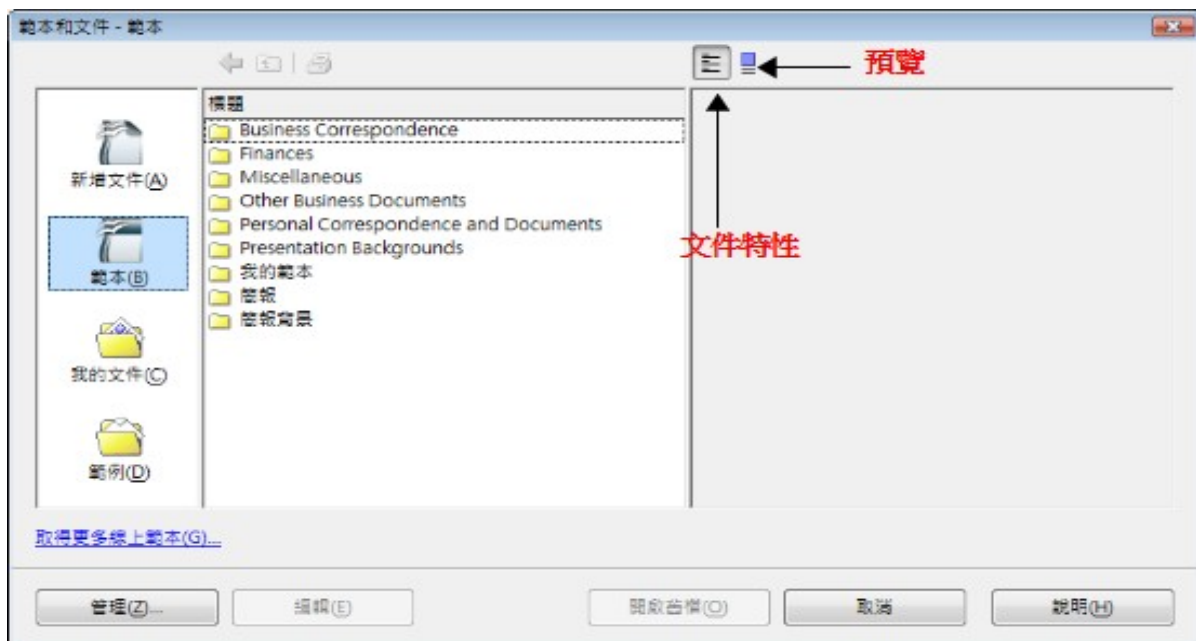 範本和文件 - 範本
預覽
標題
Business Correspondence
Finances
Miscellaneous
Other Business Documents
Personal Correspondence and Documents
Presentation Backgrounds
我的範本
簡報
簡報背景
新增文件(A)
範本(B)
我的文件(C)
範例(D)
文件特性
取得更多線上範本(G)...
管理(Z)...
編輯(E)
開啟舊檔(O)
取消
說明(H)